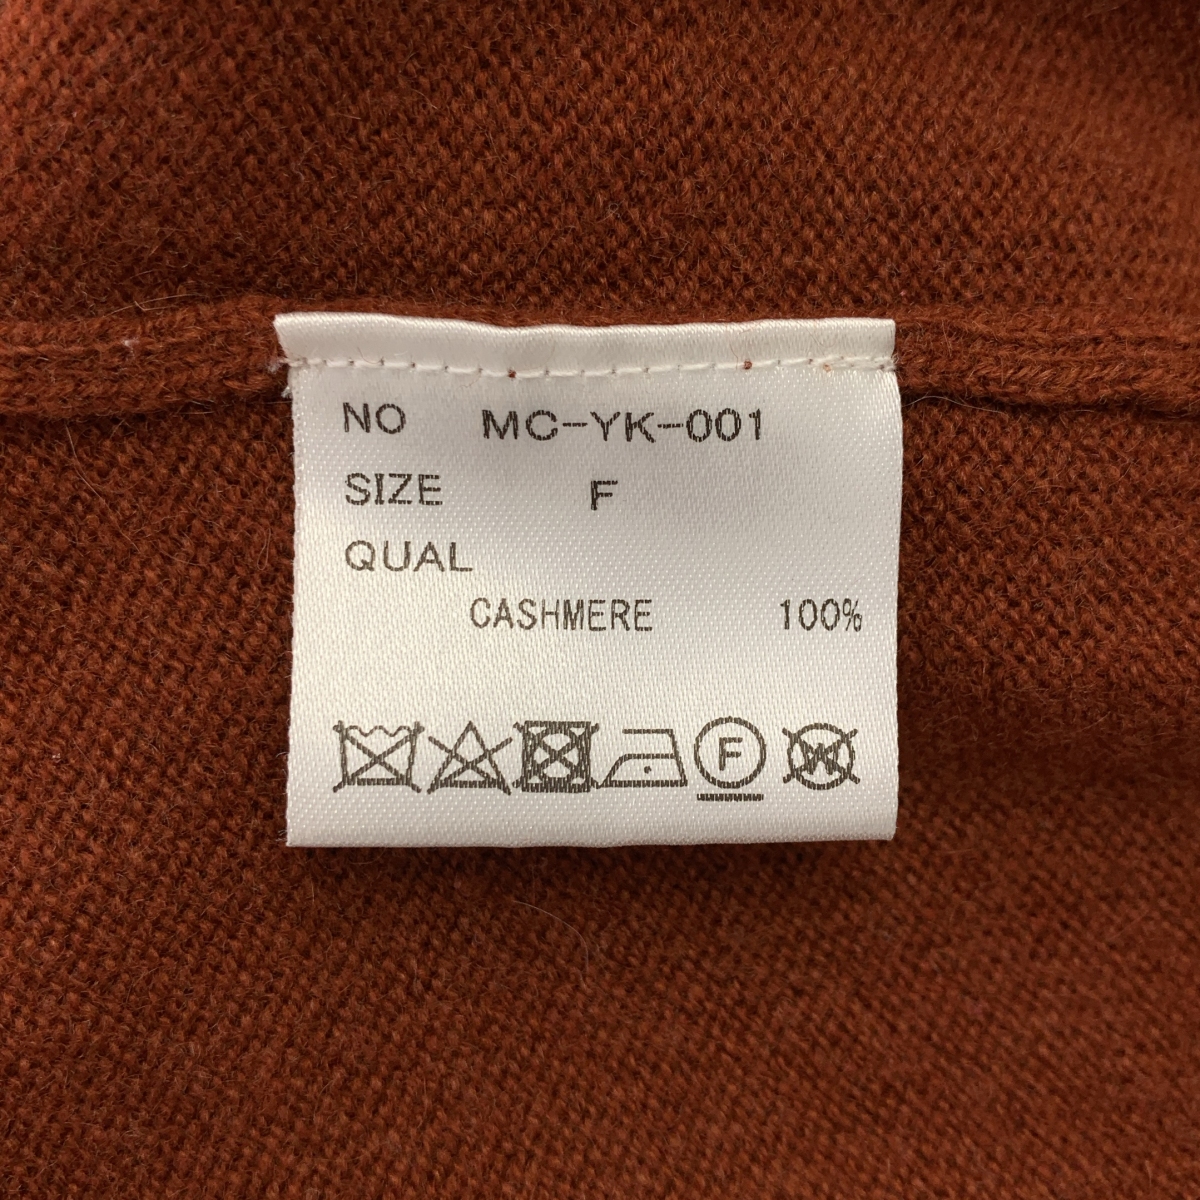 NO MC-YK-001
SIZE F
QUAL
CASHMERE 100%
F W